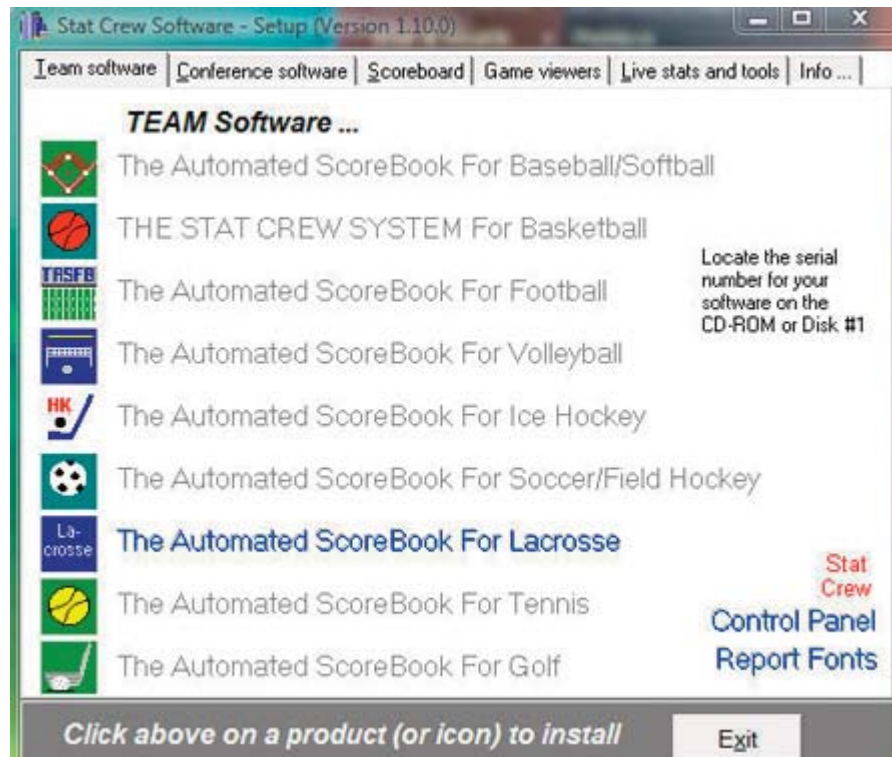 Stat Crew Software - Setup (Version 1.10.0)
Team software Conference software Scoreboard Game viewers Live stats and tools Info ...
TEAM Software ...
The Automated ScoreBook For Baseball/Softball
THE STAT CREW SYSTEM For Basketball
TASFB
The Automated ScoreBook For Football
The Automated ScoreBook For Volleyball
HK
The Automated ScoreBook For Ice Hockey
The Automated ScoreBook For Soccer/Field Hockey
La-
crosse
The Automated ScoreBook For Lacrosse
The Automated ScoreBook For Tennis
The Automated ScoreBook For Golf
Locate the serial
number for your
software on the
CD-ROM or Disk #1
Stat
Crew
Control Panel
Report Fonts
Click above on a product (or icon) to install
Exit